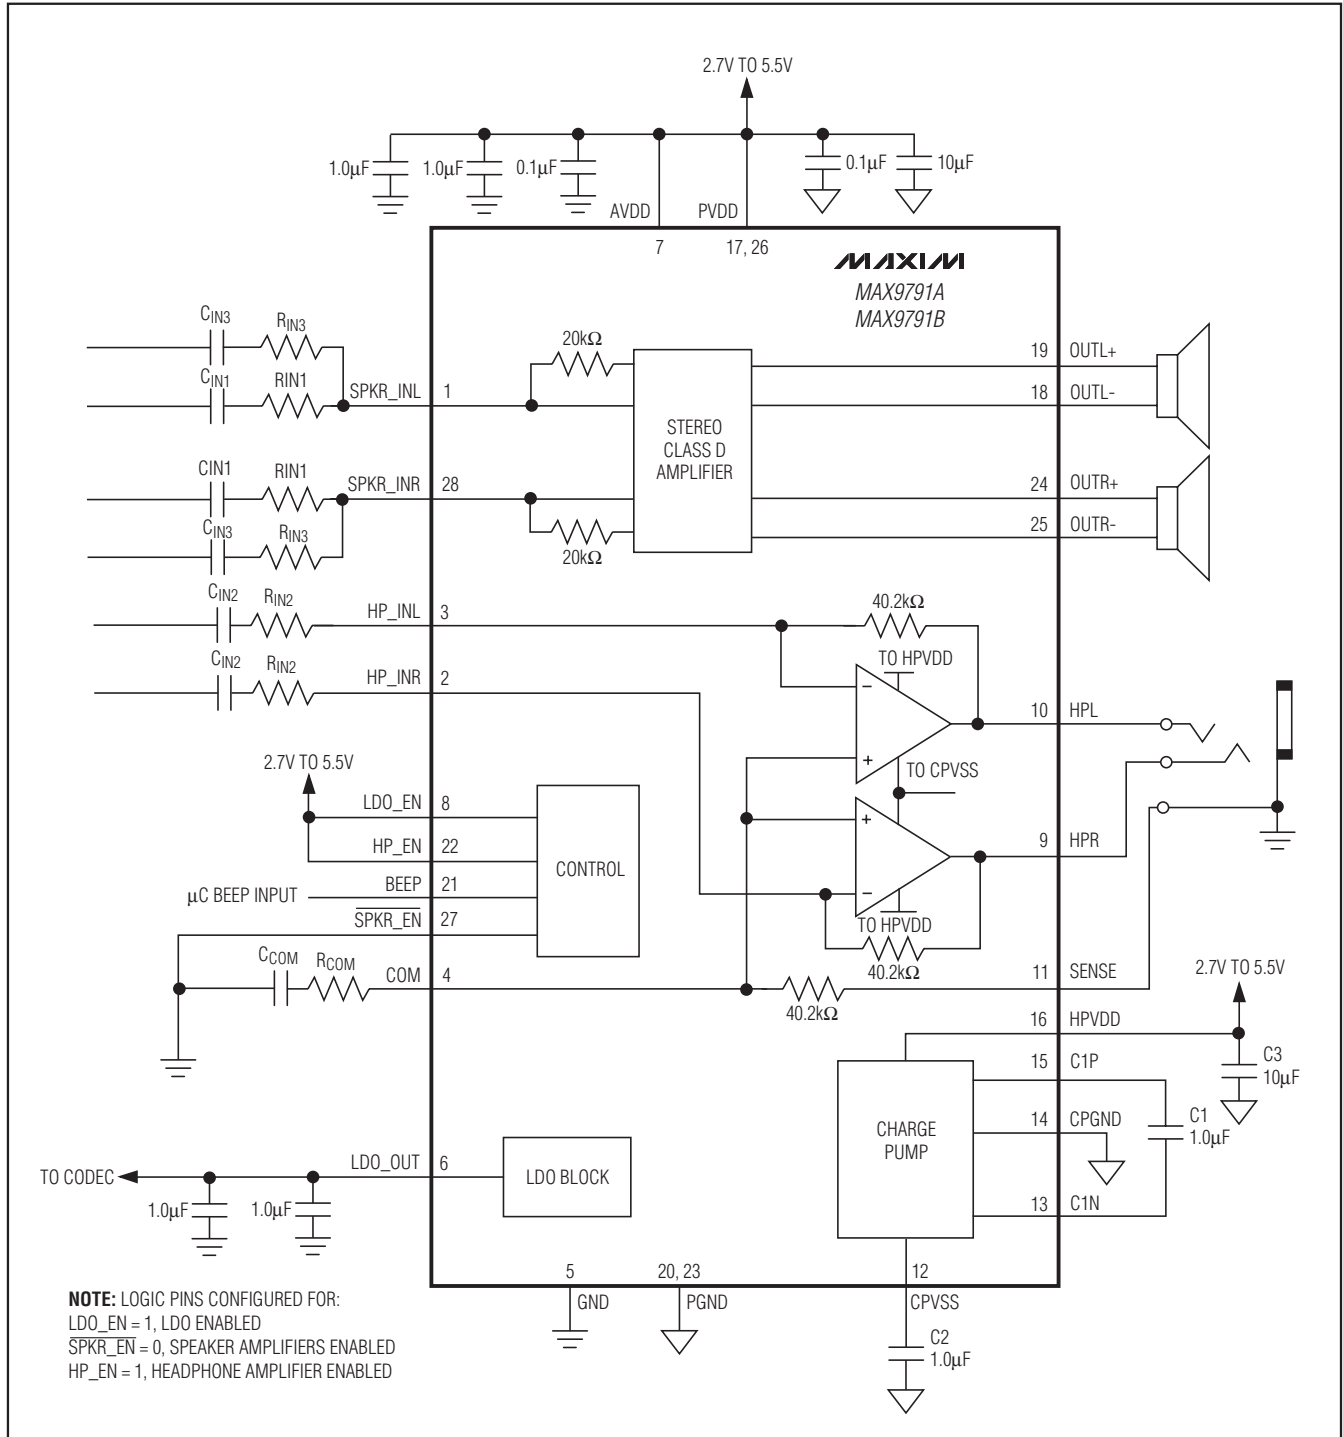 2.7V TO 5.5V
1.0μF
1.0μF
0.1μF
0.1μF
10μF
AVDD
PVDD
7
17, 26
MAXIM
MAX9791A
MAX9791B
CIN3
RIN3
CIN1
RIN1
SPKR_INL
1
20kΩ
STEREO
CLASS D
AMPLIFIER
19
OUTL+
18
OUTL-
CIN1
RIN1
SPKR_INR
28
24
OUTR+
25
OUTR-
CIN3
RIN3
20kΩ
CIN2
RIN2
HP_INL
3
40.2kΩ
CIN2
RIN2
HP_INR
2
TO HPVDD
−
+
10
HPL
TO CPVSS
2.7V TO 5.5V
LDO_EN
8
HP_EN
22
μC BEEP INPUT
BEEP
21
SPKR_EN
27
CONTROL
+
−
9
HPR
TO HPVDD
40.2kΩ
CCOM
RCOM
COM
4
40.2kΩ
11
SENSE
2.7V TO 5.5V
16
HPVDD
15
C1P
C3
10μF
CHARGE
PUMP
14
CPGND
C1
1.0μF
13
C1N
TO CODEC
LDO_OUT
6
LDO BLOCK
1.0μF
1.0μF
5
GND
20, 23
PGND
12
CPVSS
C2
1.0μF
NOTE: LOGIC PINS CONFIGURED FOR:
LDO_EN = 1, LDO ENABLED
SPKR_EN = 0, SPEAKER AMPLIFIERS ENABLED
HP_EN = 1, HEADPHONE AMPLIFIER ENABLED